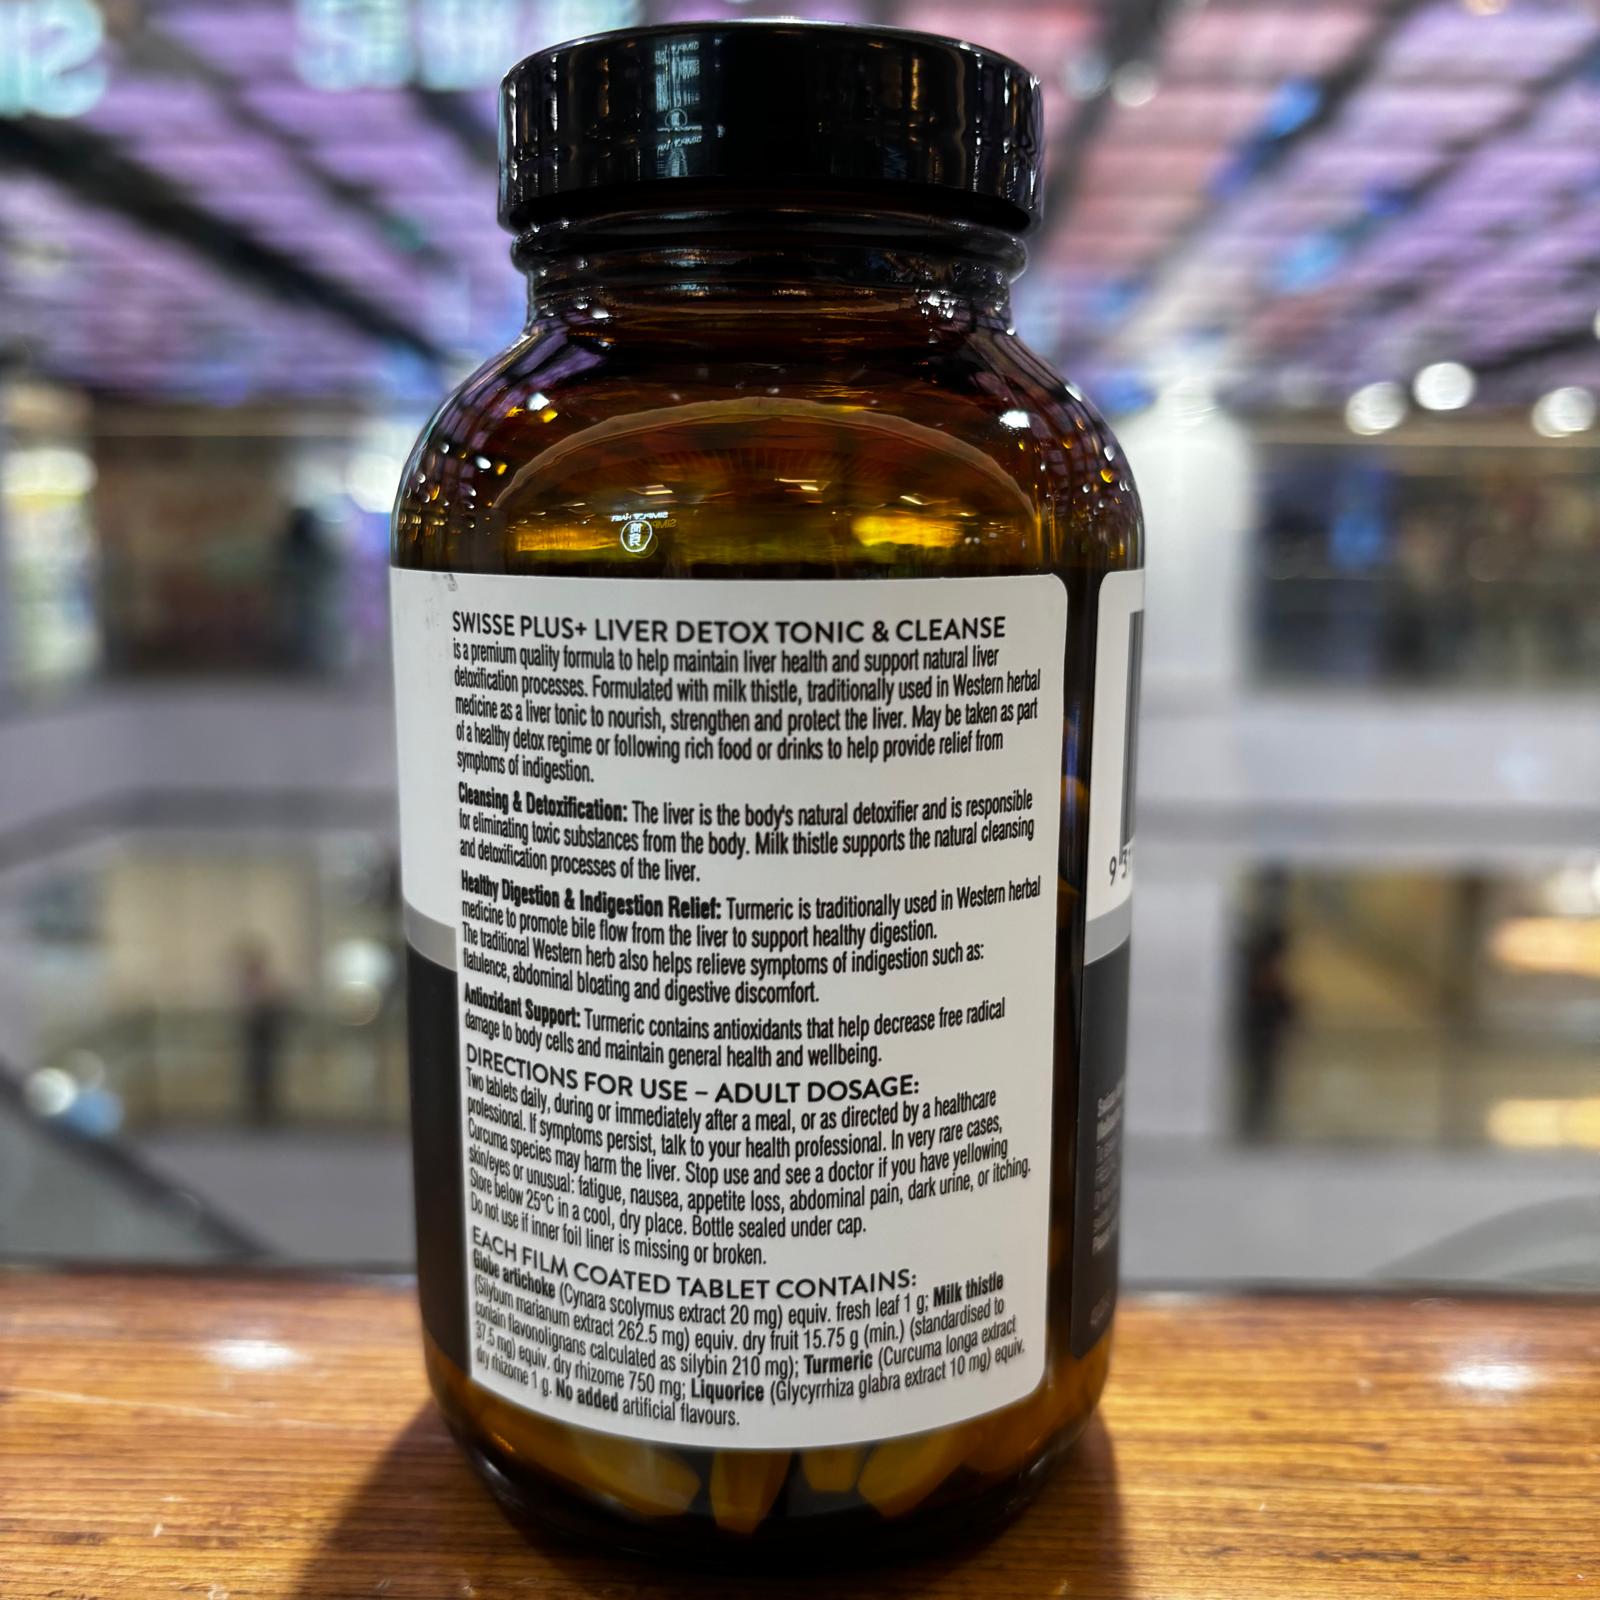 SWISSE PLUS+ LIVER DETOX TONIC & CLEANSE
is a premium quality formula to help maintain liver health and support natural liver
detoxification processes. Formulated with milk thistle, traditionally used in Western herbal
medicine as a liver tonic to nourish, strengthen and protect the liver. May be taken as part
of a healthy detox regime or following rich food or drinks to help provide relief from
symptoms of indigestion.
Cleansing & Detoxification: The liver is the body's natural detoxifier and is responsible
for eliminating toxic substances from the body. Milk thistle supports the natural cleansing
and detoxification processes of the liver.
Healthy Digestion & Indigestion Relief: Turmeric is traditionally used in Western herbal
medicine to promote bile flow from the liver to support healthy digestion.
The traditional Western herb also helps relieve symptoms of indigestion such as:
flatulence, abdominal bloating and digestive discomfort.
Antioxidant Support: Turmeric contains antioxidants that help decrease free radical
damage to body cells and maintain general health and wellbeing.
DIRECTIONS FOR USE – ADULT DOSAGE:
Two tablets daily, during or immediately after a meal, or as directed by a healthcare
professional. If symptoms persist, talk to your health professional. In very rare cases,
Curcuma species may harm the liver. Stop use and see a doctor if you have yellowing
skin/eyes or unusual: fatigue, nausea, appetite loss, abdominal pain, dark urine, or itching.
Store below 25°C in a cool, dry place. Bottle sealed under cap.
Do not use if inner foil liner is missing or broken.
EACH FILM COATED TABLET CONTAINS:
Globe artichoke (Cynara scolymus extract 20 mg) equiv. fresh leaf 1 g; Milk thistle
(Silybum marianum extract 262.5 mg) equiv. dry fruit 15.75 g (min.) (standardised to
contain flavonolignans calculated as silybin 210 mg); Turmeric (Curcuma longa extract
37.5 mg) equiv. dry rhizome 750 mg; Liquorice (Glycyrrhiza glabra extract 10 mg) equiv.
dry rhizome 1 g. No added artificial flavours.